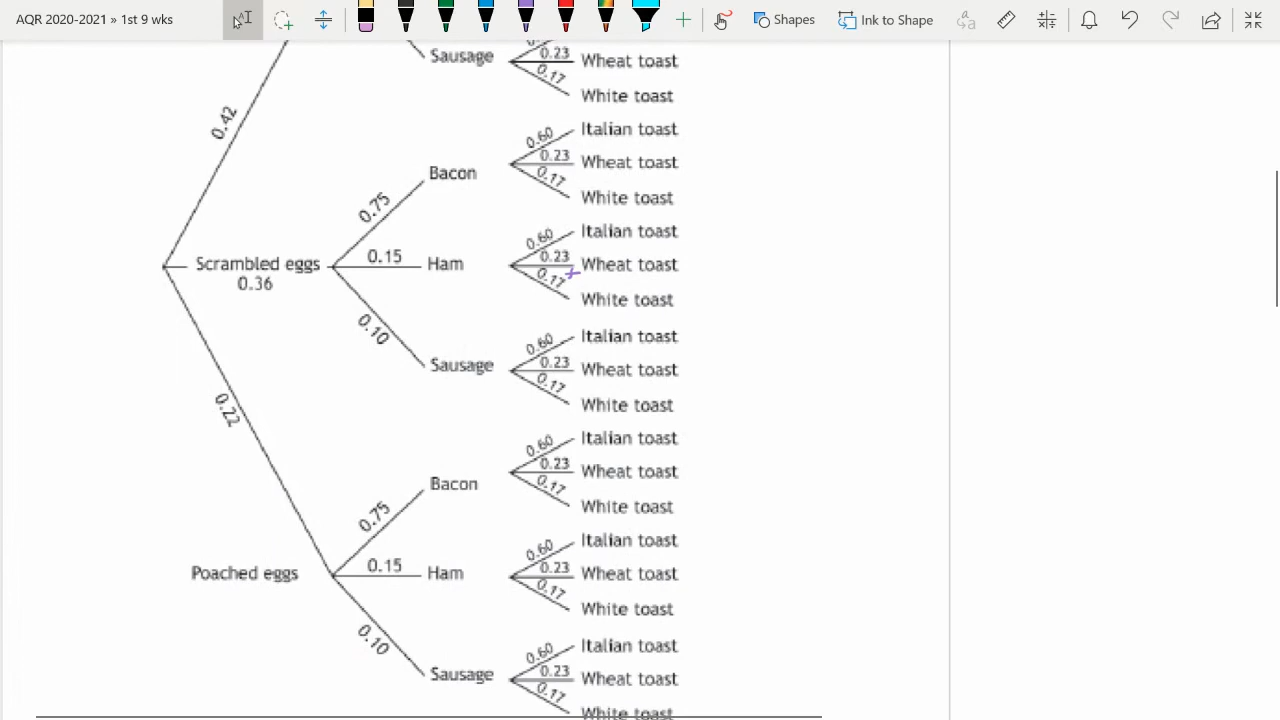 AQR 2020-2021 » 1st 9 wks
Shapes
Ink to Shape
Sausage
0.23 Wheat toast
0.17 White toast
0.42
0.60 Italian toast
0.23 Wheat toast
0.17 White toast
Bacon
0.75
0.60 Italian toast
0.23 Wheat toast
0.17 White toast
Scrambled eggs
0.36
0.15 Ham
0.10
Sausage
0.60 Italian toast
0.23 Wheat toast
0.17 White toast
0.22
0.60 Italian toast
0.23 Wheat toast
0.17 White toast
Bacon
0.75
0.60 Italian toast
0.23 Wheat toast
0.17 White toast
Poached eggs
0.15 Ham
0.10
Sausage
0.60 Italian toast
0.23 Wheat toast
0.17 White toast